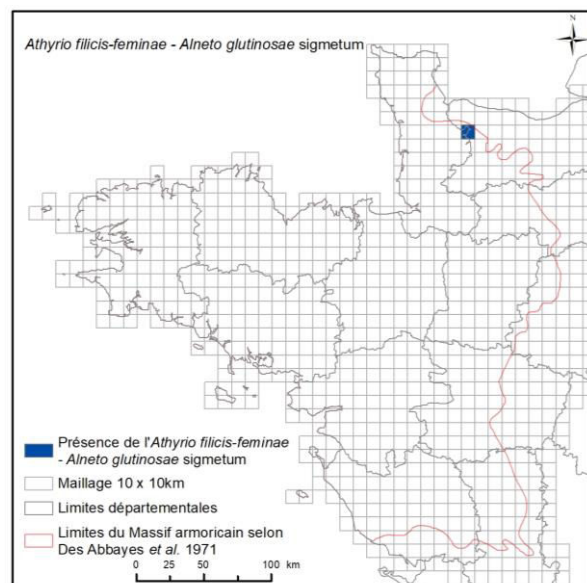 Athyrio filicis-feminae - Alneto glutinosae sigmetum
N
Présence de l'Athyrio filicis-feminae
- Alneto glutinosae sigmetum
Maillage 10 x 10km
Limites départementales
Limites du Massif armoricain selon
Des Abbayes et al. 1971
0 50 100 km